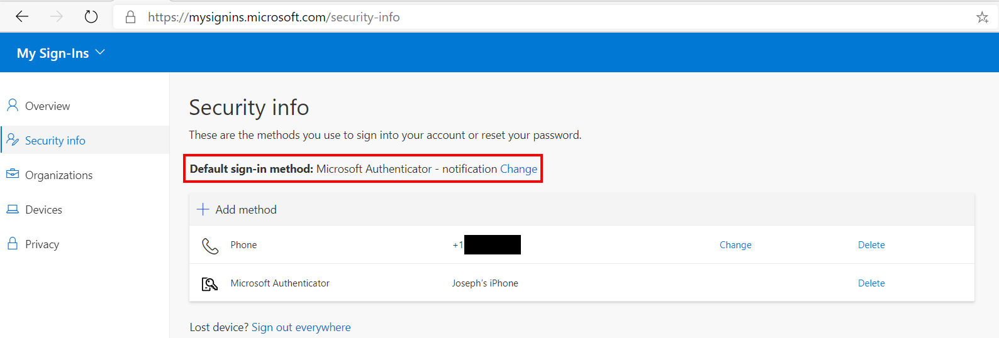 https://mysignins.microsoft.com/security-info
My Sign-Ins
Overview
Security info
Organizations
Devices
Privacy
Security info
These are the methods you use to sign into your account or reset your password.
Default sign-in method: Microsoft Authenticator - notification Change
Add method
Phone +1 Change Delete
Microsoft Authenticator Joseph's iPhone Delete
Lost device? Sign out everywhere